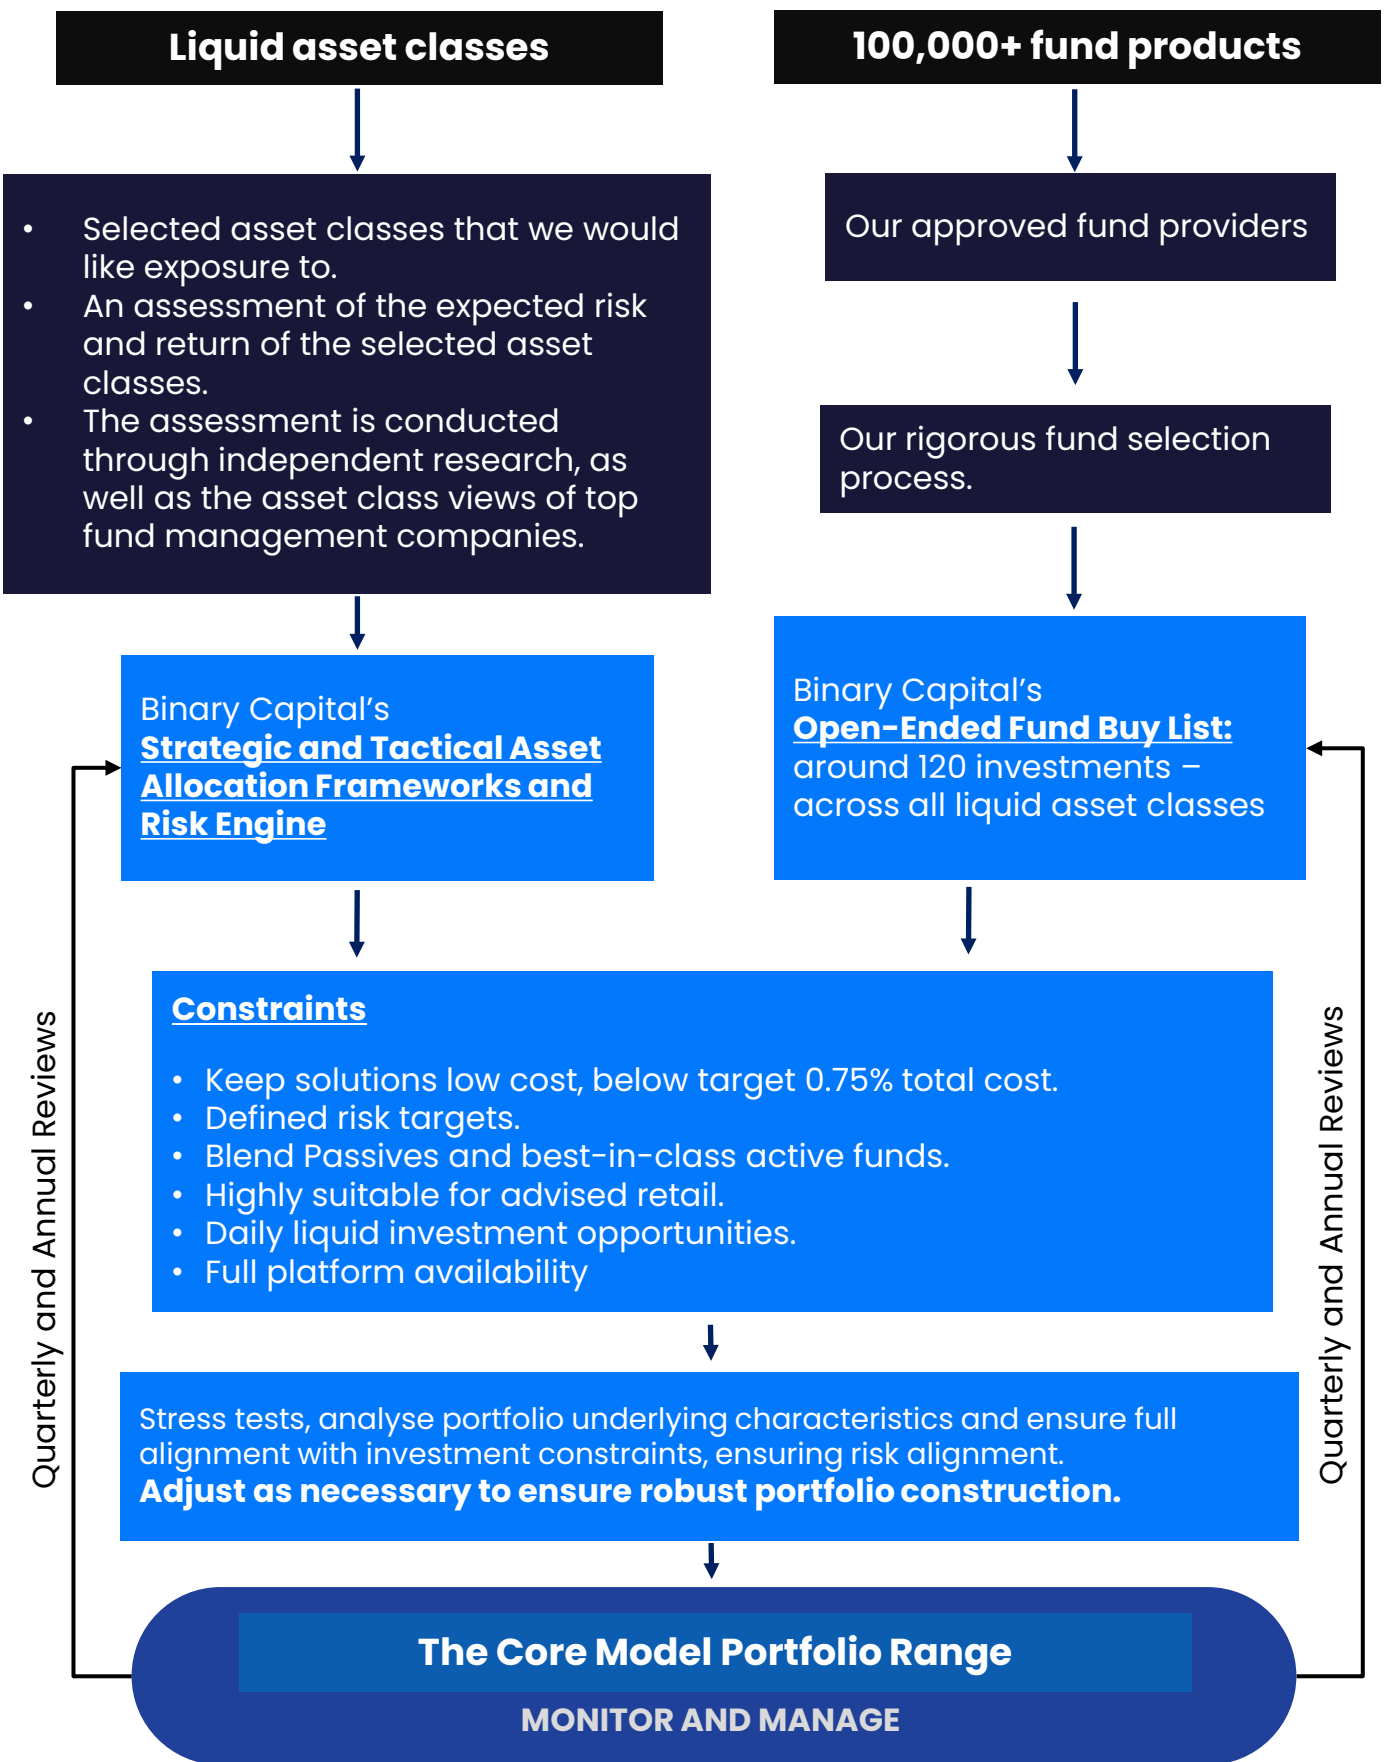 Liquid asset classes
100,000+ fund products
• Selected asset classes that we would
like exposure to.
• An assessment of the expected risk
and return of the selected asset
classes.
• The assessment is conducted
through independent research, as
well as the asset class views of top
fund management companies.
Our approved fund providers
Our rigorous fund selection
process.
Binary Capital’s
Strategic and Tactical Asset
Allocation Frameworks and
Risk Engine
Binary Capital’s
Open-Ended Fund Buy List:
around 120 investments –
across all liquid asset classes
Constraints
• Keep solutions low cost, below target 0.75% total cost.
• Defined risk targets.
• Blend Passives and best-in-class active funds.
• Highly suitable for advised retail.
• Daily liquid investment opportunities.
• Full platform availability
Quarterly and Annual Reviews
Quarterly and Annual Reviews
Stress tests, analyse portfolio underlying characteristics and ensure full
alignment with investment constraints, ensuring risk alignment.
Adjust as necessary to ensure robust portfolio construction.
The Core Model Portfolio Range
MONITOR AND MANAGE